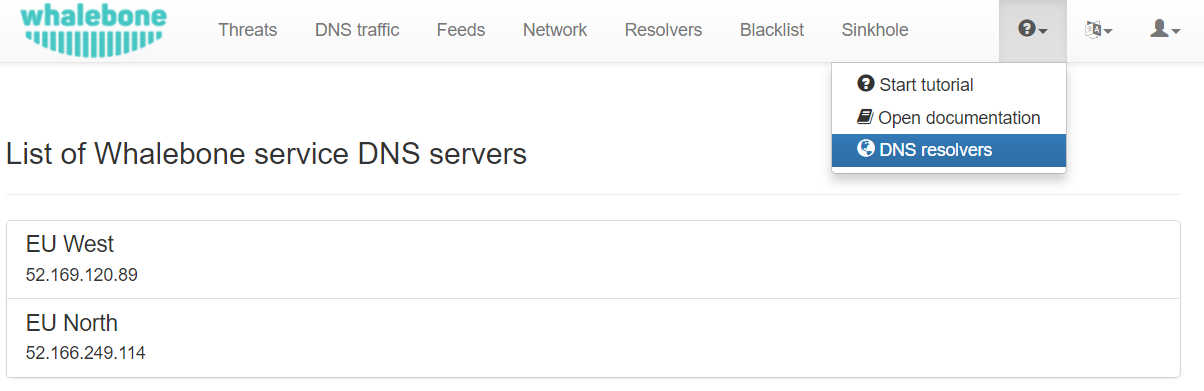 whalebone
Threats DNS traffic Feeds Network Resolvers Blacklist Sinkhole
Start tutorial
Open documentation
DNS resolvers
List of Whalebone service DNS servers
EU West
52.169.120.89
EU North
52.166.249.114